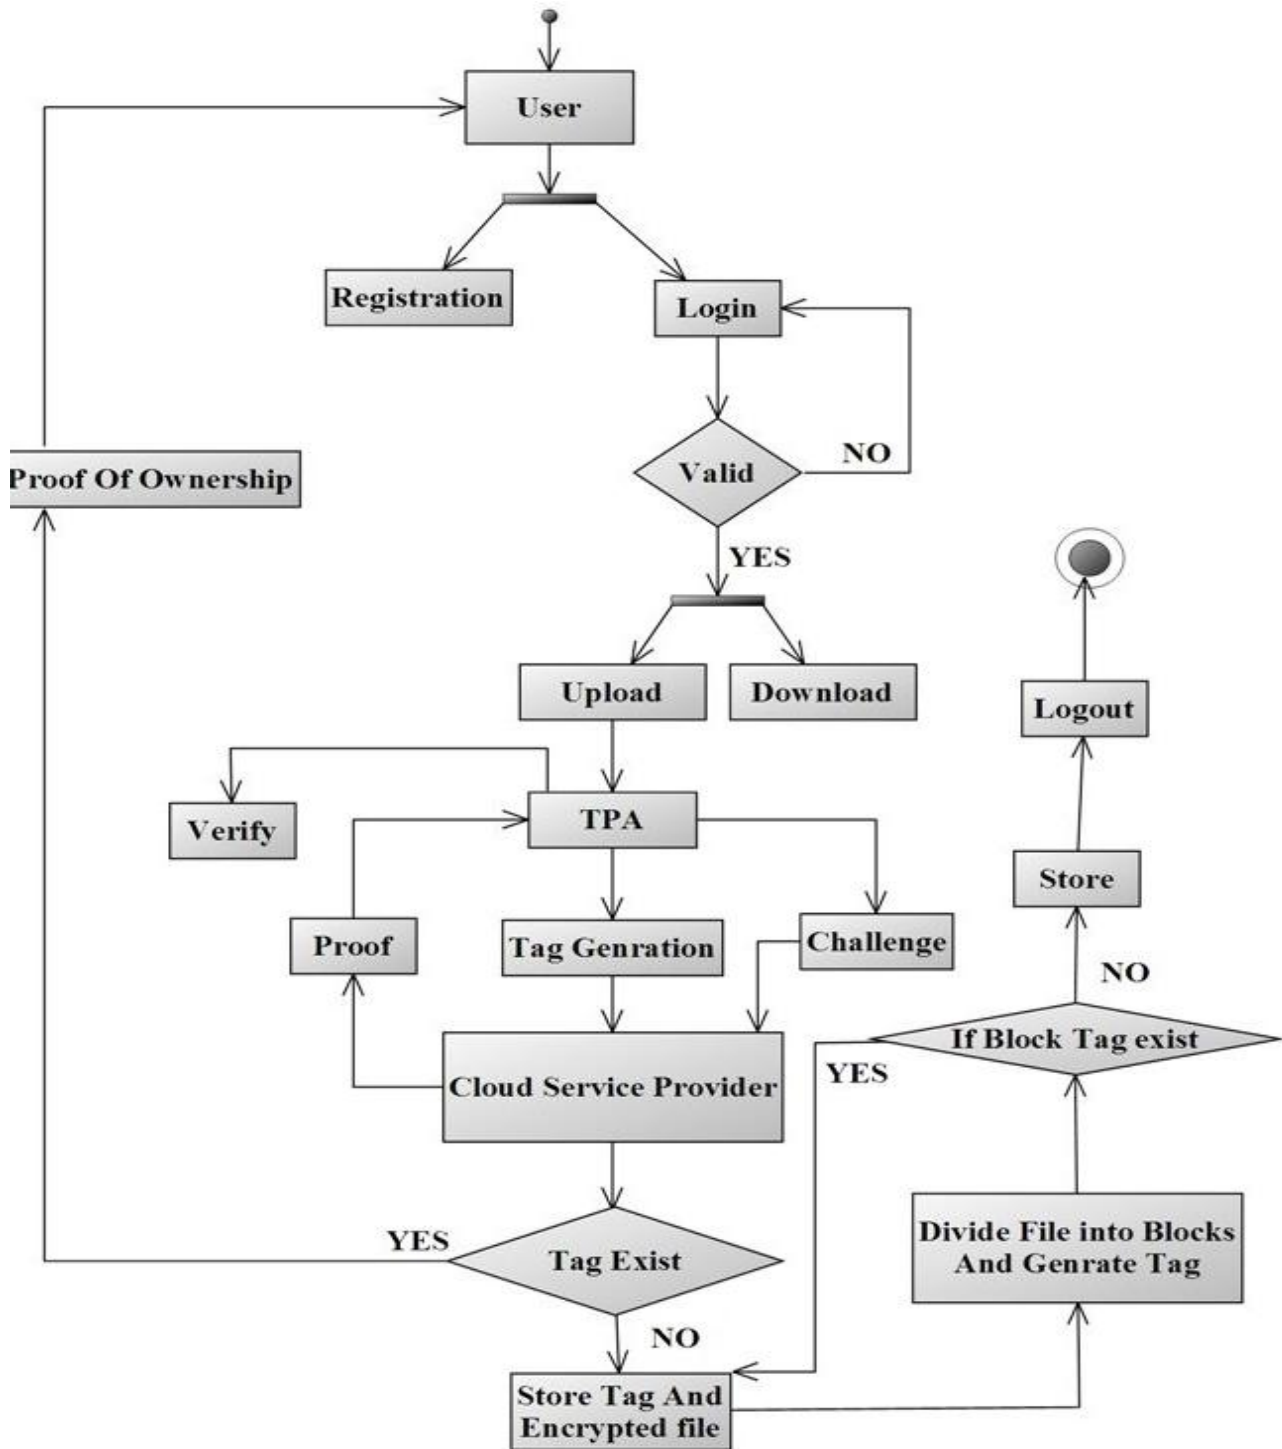 User
Registration
Login
Valid
NO
Proof Of Ownership
YES
Upload
Download
Logout
TPA
Verify
Store
Proof
Tag Genration
Challenge
NO
If Block Tag exist
YES
Cloud Service Provider
Divide File into Blocks
And Genrate Tag
YES
Tag Exist
NO
Store Tag And
Encrypted file